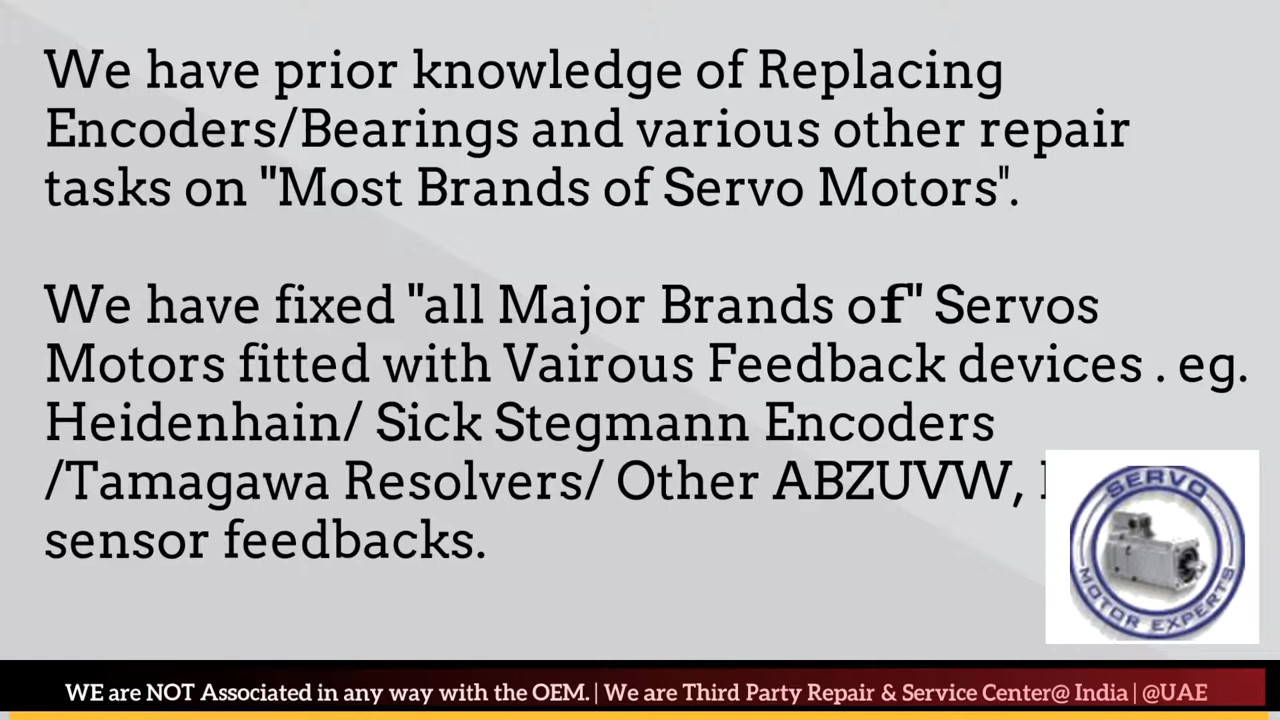 We have prior knowledge of Replacing
Encoders/Bearings and various other repair
tasks on "Most Brands of Servo Motors".
We have fixed "all Major Brands of" Servos
Motors fitted with Vairous Feedback devices . eg.
Heidenhain/ Sick Stegmann Encoders
/Tamagawa Resolvers/ Other ABZUVW,
sensor feedbacks.
SERVO
MOTOR EXPERTS
WE are NOT Associated in any way with the OEM. | We are Third Party Repair & Service Center@ India | @UAE